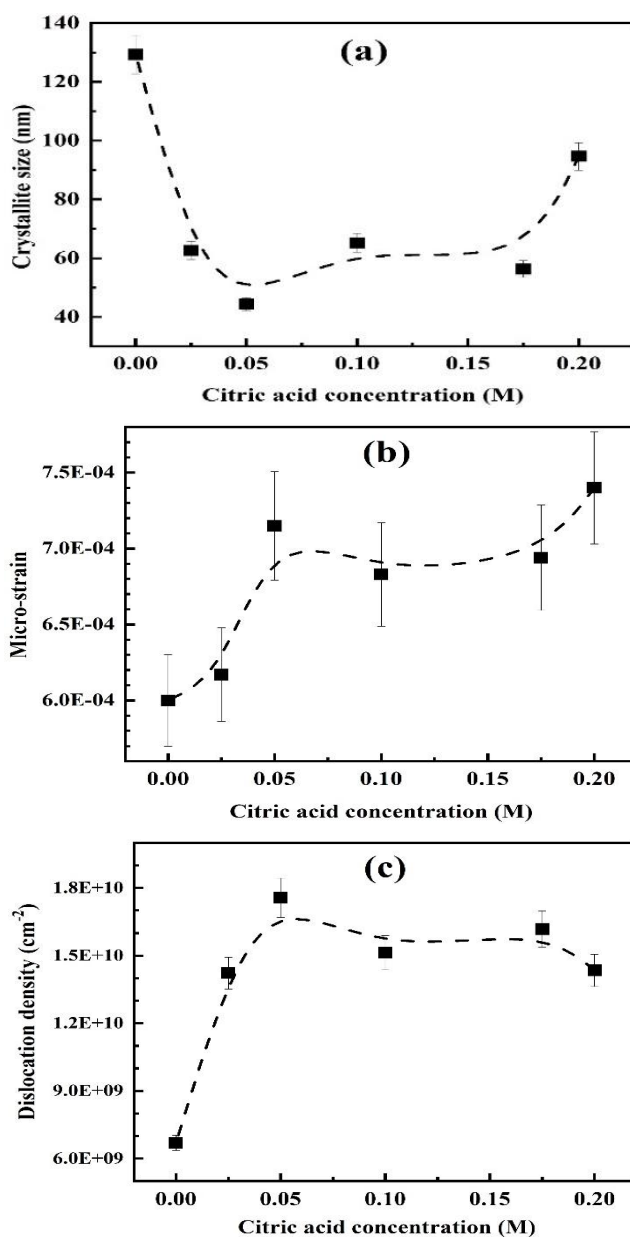 (a)
Crystallite size (nm)
140
120
100
80
60
40
0.00 0.05 0.10 0.15 0.20
Citric acid concentration (M)
(b)
Micro-strain
7.5E-04
7.0E-04
6.5E-04
6.0E-04
0.00 0.05 0.10 0.15 0.20
Citric acid concentration (M)
(c)
Dislocation density (cm⁻²)
1.8E+10
1.5E+10
1.2E+10
9.0E+09
6.0E+09
0.00 0.05 0.10 0.15 0.20
Citric acid concentration (M)